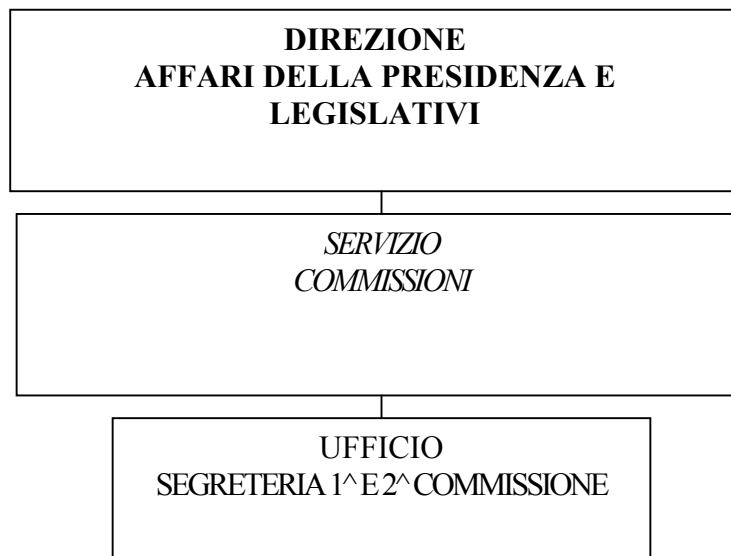 DIREZIONE
AFFARI DELLA PRESIDENZA E
LEGISLATIVI
SERVIZIO
COMMISSIONI
UFFICIO
SEGRETERIA 1^ E 2^ COMMISSIONE